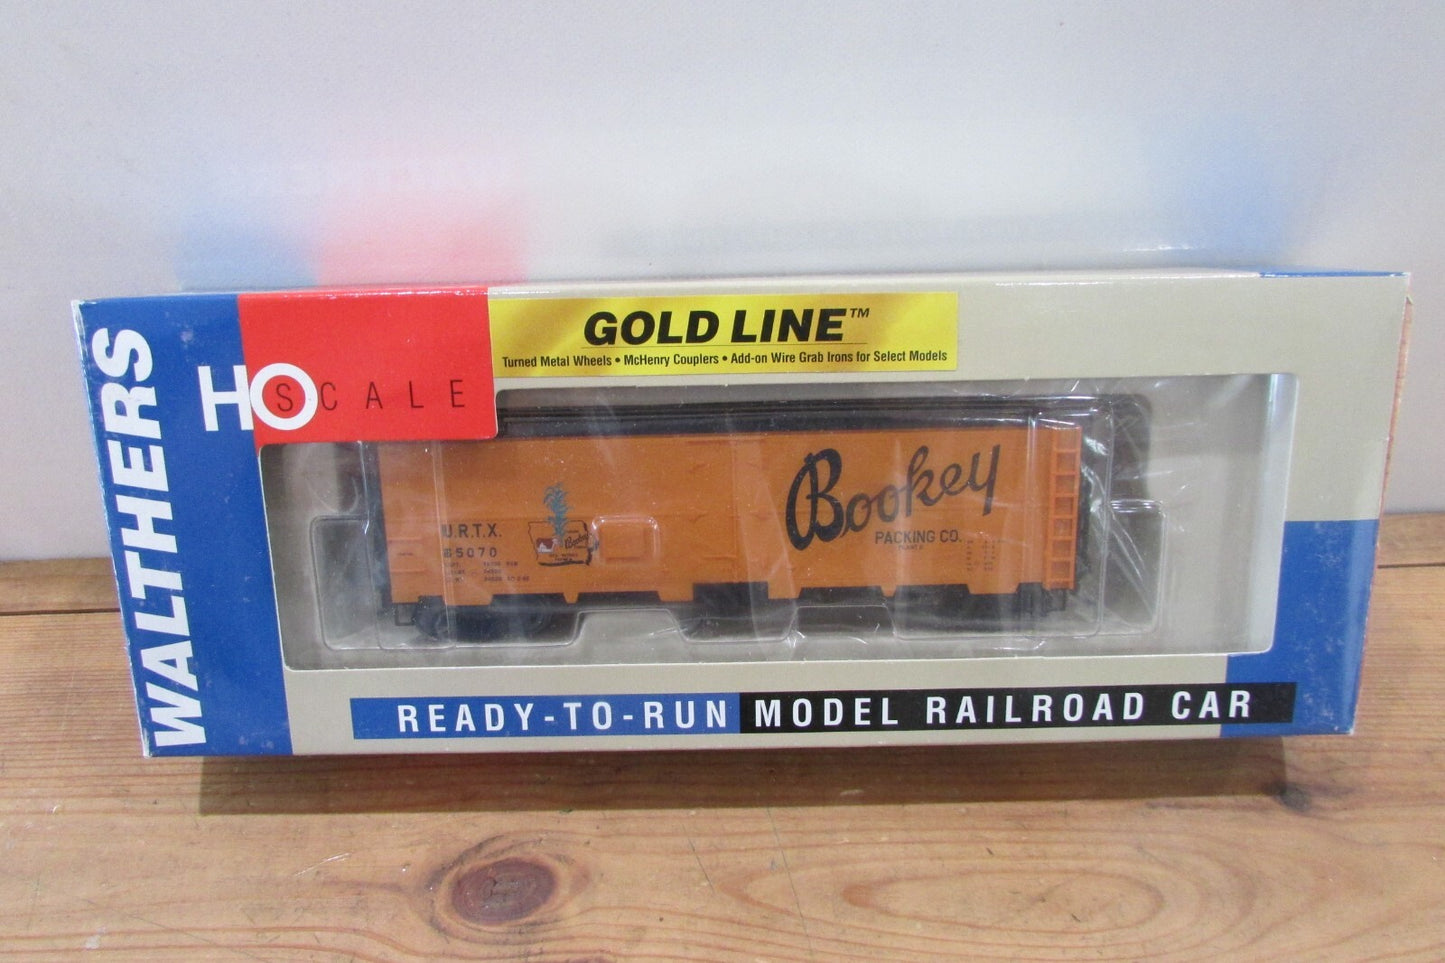 WALTHERS
HO SCALE
GOLD LINE™
Turned Metal Wheels • McHenry Couplers • Add-on Wire Grab Irons for Select Models
Bookey
PACKING CO.
U.R.T.X.
85070
Bookey
READY-TO-RUN MODEL RAILROAD CAR